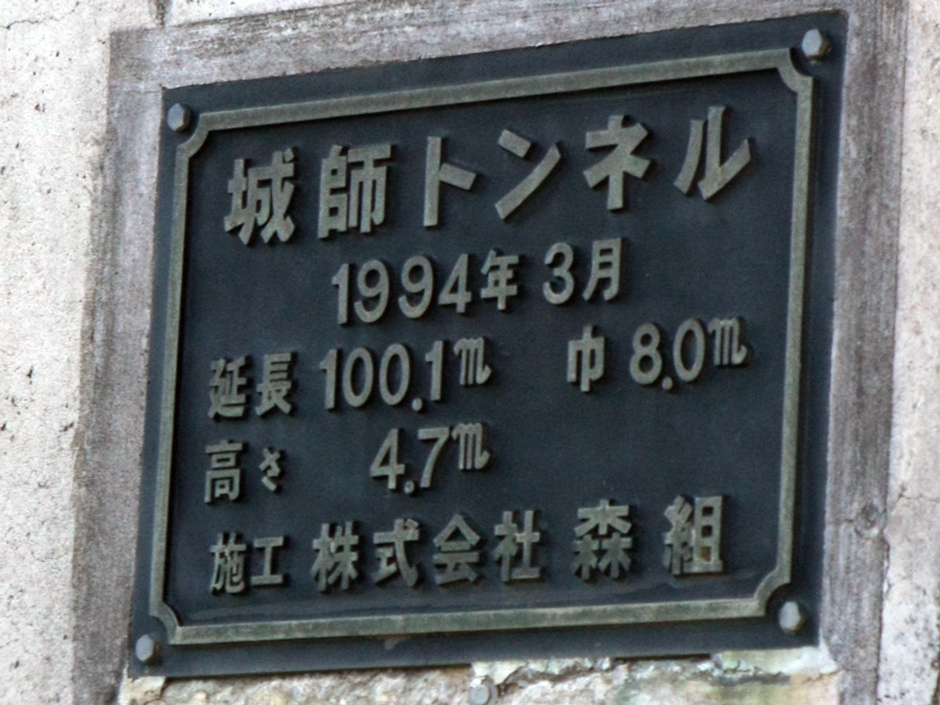 城師トンネル
1994年3月
延長 100.1m 巾 8.0m
高さ 4.7m
施工 株式会社 森組